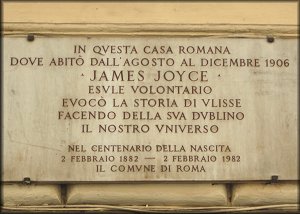 IN QVESTA CASA ROMANA
DOVE ABITÒ DALL'AGOSTO AL DICEMBRE 1906
· JAMES JOYCE ·
ESVLE VOLONTARIO
EVOCÒ LA STORIA DI VLISSE
FACENDO DELLA SVA DVBLINO
IL NOSTRO VNIVERSO
NEL CENTENARIO DELLA NASCITA
2 FEBBRAIO 1882 — 2 FEBBRAIO 1982
IL COMVNE DI ROMA